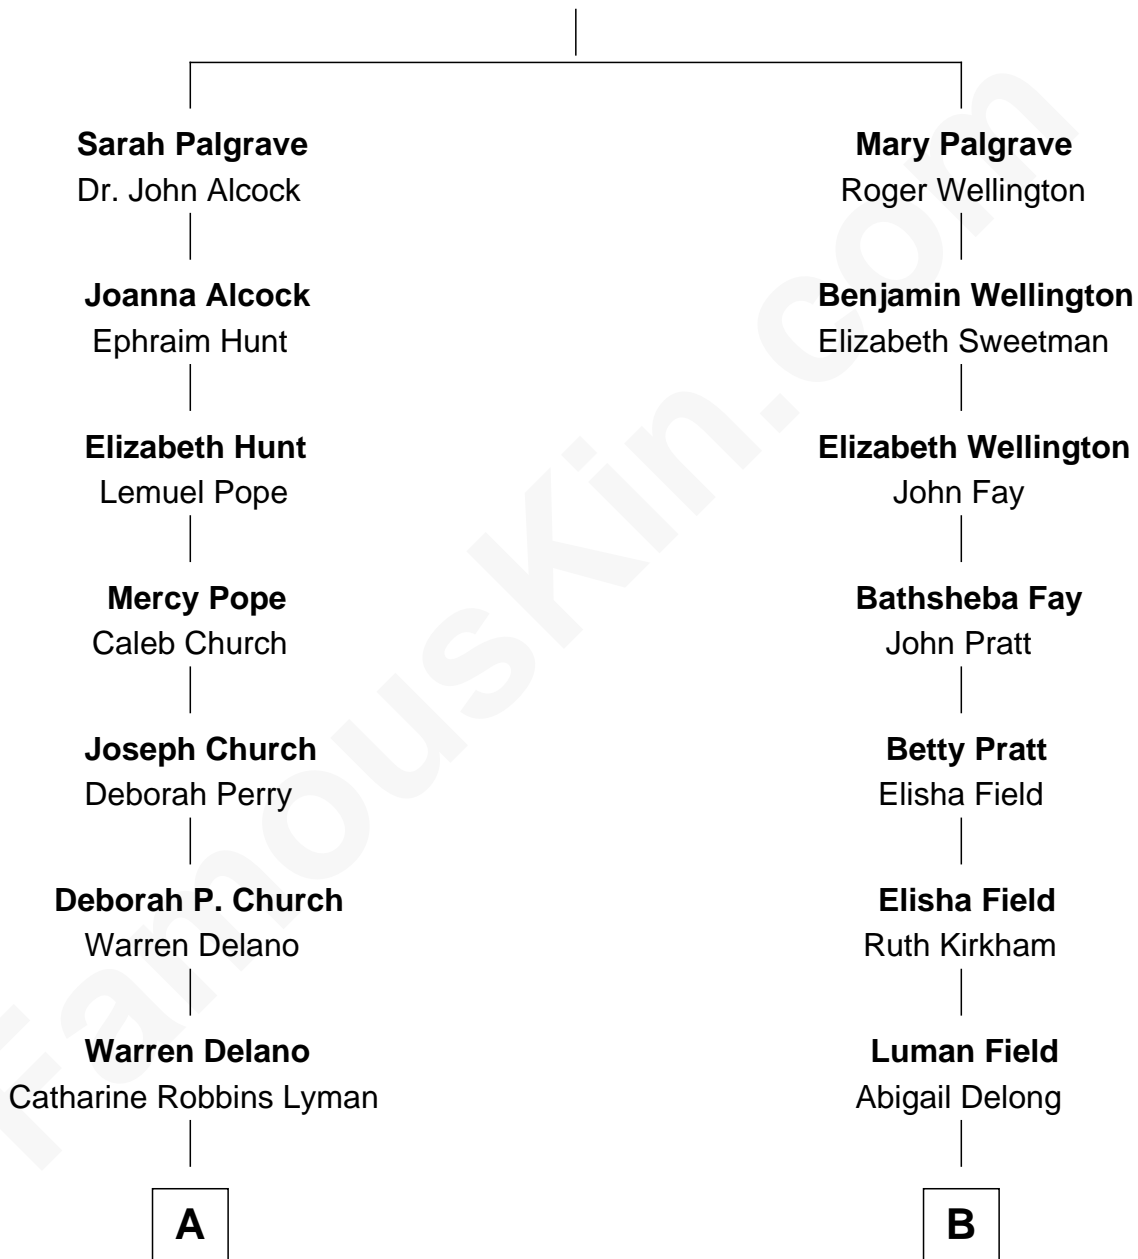 Sarah Palgrave
Dr. John Alcock
Mary Palgrave
Roger Wellington
Joanna Alcock
Ephraim Hunt
Benjamin Wellington
Elizabeth Sweetman
Elizabeth Hunt
Lemuel Pope
Elizabeth Wellington
John Fay
Mercy Pope
Caleb Church
Bathsheba Fay
John Pratt
Joseph Church
Deborah Perry
Betty Pratt
Elisha Field
Deborah P. Church
Warren Delano
Elisha Field
Ruth Kirkham
Warren Delano
Catharine Robbins Lyman
Luman Field
Abigail Delong
A
B
FamousKin.com